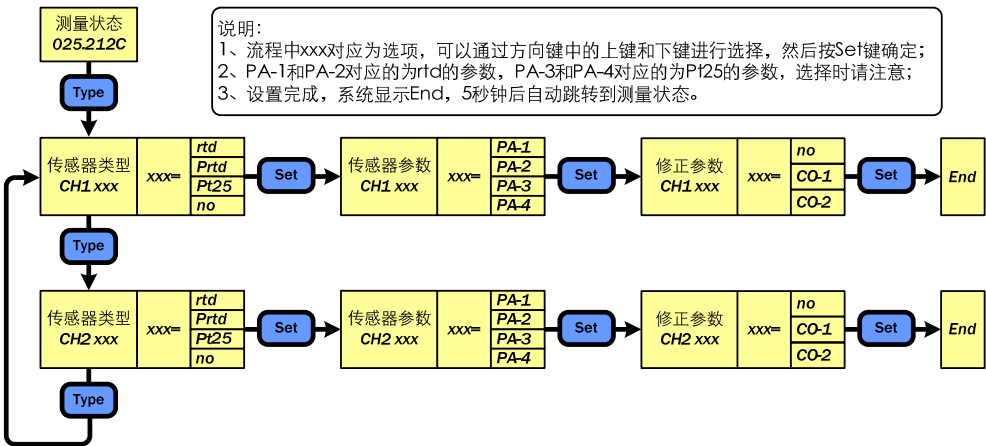 测量状态
025.212C
说明:
1、流程中xxx对应为选项，可以通过方向键中的上键和下键进行选择，然后按Set键确定；
2、PA-1和PA-2对应的为rtd的参数，PA-3和PA-4对应的为Pt25的参数，选择时请注意；
3、设置完成，系统显示End，5秒钟后自动跳转到测量状态。
Type
传感器类型
CH1 xxx
xxx=
rtd
Prtd
Pt25
no
Set
传感器参数
CH1 xxx
xxx=
PA-1
PA-2
PA-3
PA-4
Set
修正参数
CH1 xxx
xxx=
no
CO-1
CO-2
Set
End
Type
传感器类型
CH2 xxx
xxx=
rtd
Prtd
Pt25
no
Set
传感器参数
CH2 xxx
xxx=
PA-1
PA-2
PA-3
PA-4
Set
修正参数
CH2 xxx
xxx=
no
CO-1
CO-2
Set
End
Type